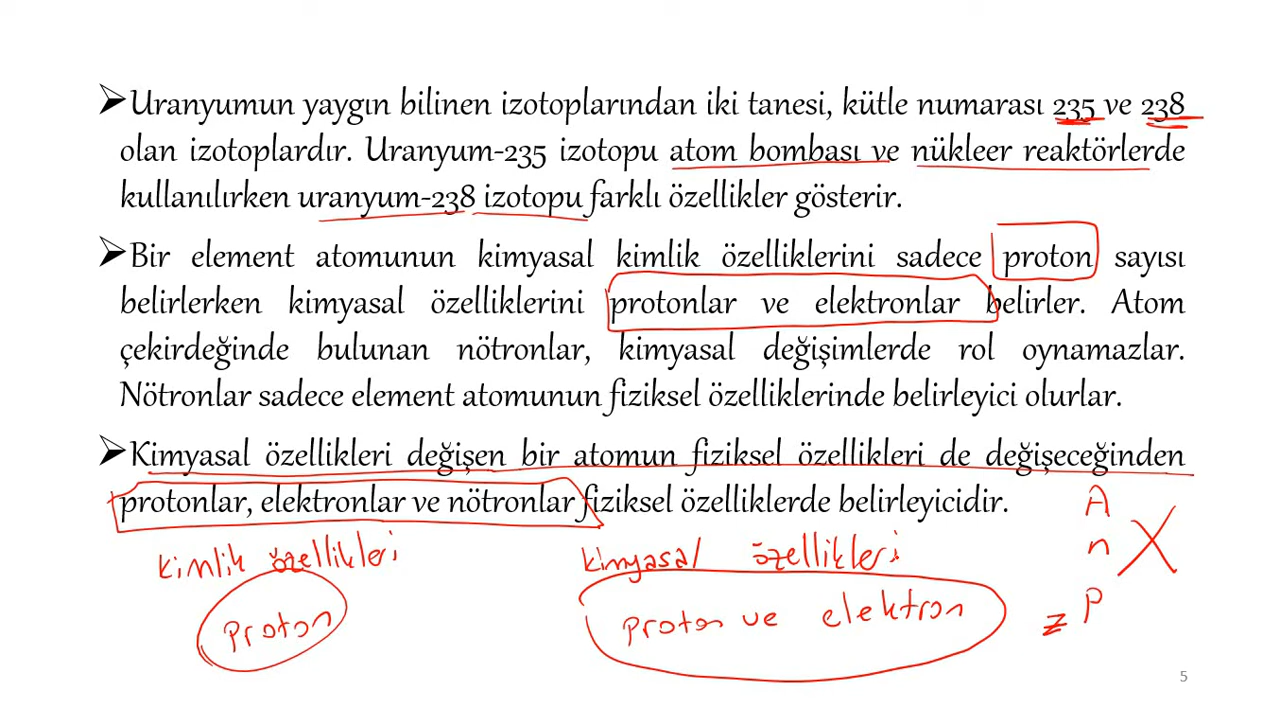 ➢Uranyumun yaygın bilinen izotoplarından iki tanesi, kütle numarası 235 ve 238
olan izotoplardır. Uranyum-235 izotopu atom bombası ve nükleer reaktörlerde
kullanılırken uranyum-238 izotopu farklı özellikler gösterir.
➢Bir element atomunun kimyasal kimlik özelliklerini sadece proton sayısı
belirlerken kimyasal özelliklerini protonlar ve elektronlar belirler. Atom
çekirdeğinde bulunan nötronlar, kimyasal değişimlerde rol oynamazlar.
Nötronlar sadece element atomunun fiziksel özelliklerinde belirleyici olurlar.
➢Kimyasal özellikleri değişen bir atomun fiziksel özellikleri de değişeceğinden
protonlar, elektronlar ve nötronlar fiziksel özelliklerde belirleyicidir.
kimlik özellikleri
proton
kimyasal özellikleri
proton ve elektron
A
n X
Z P
5